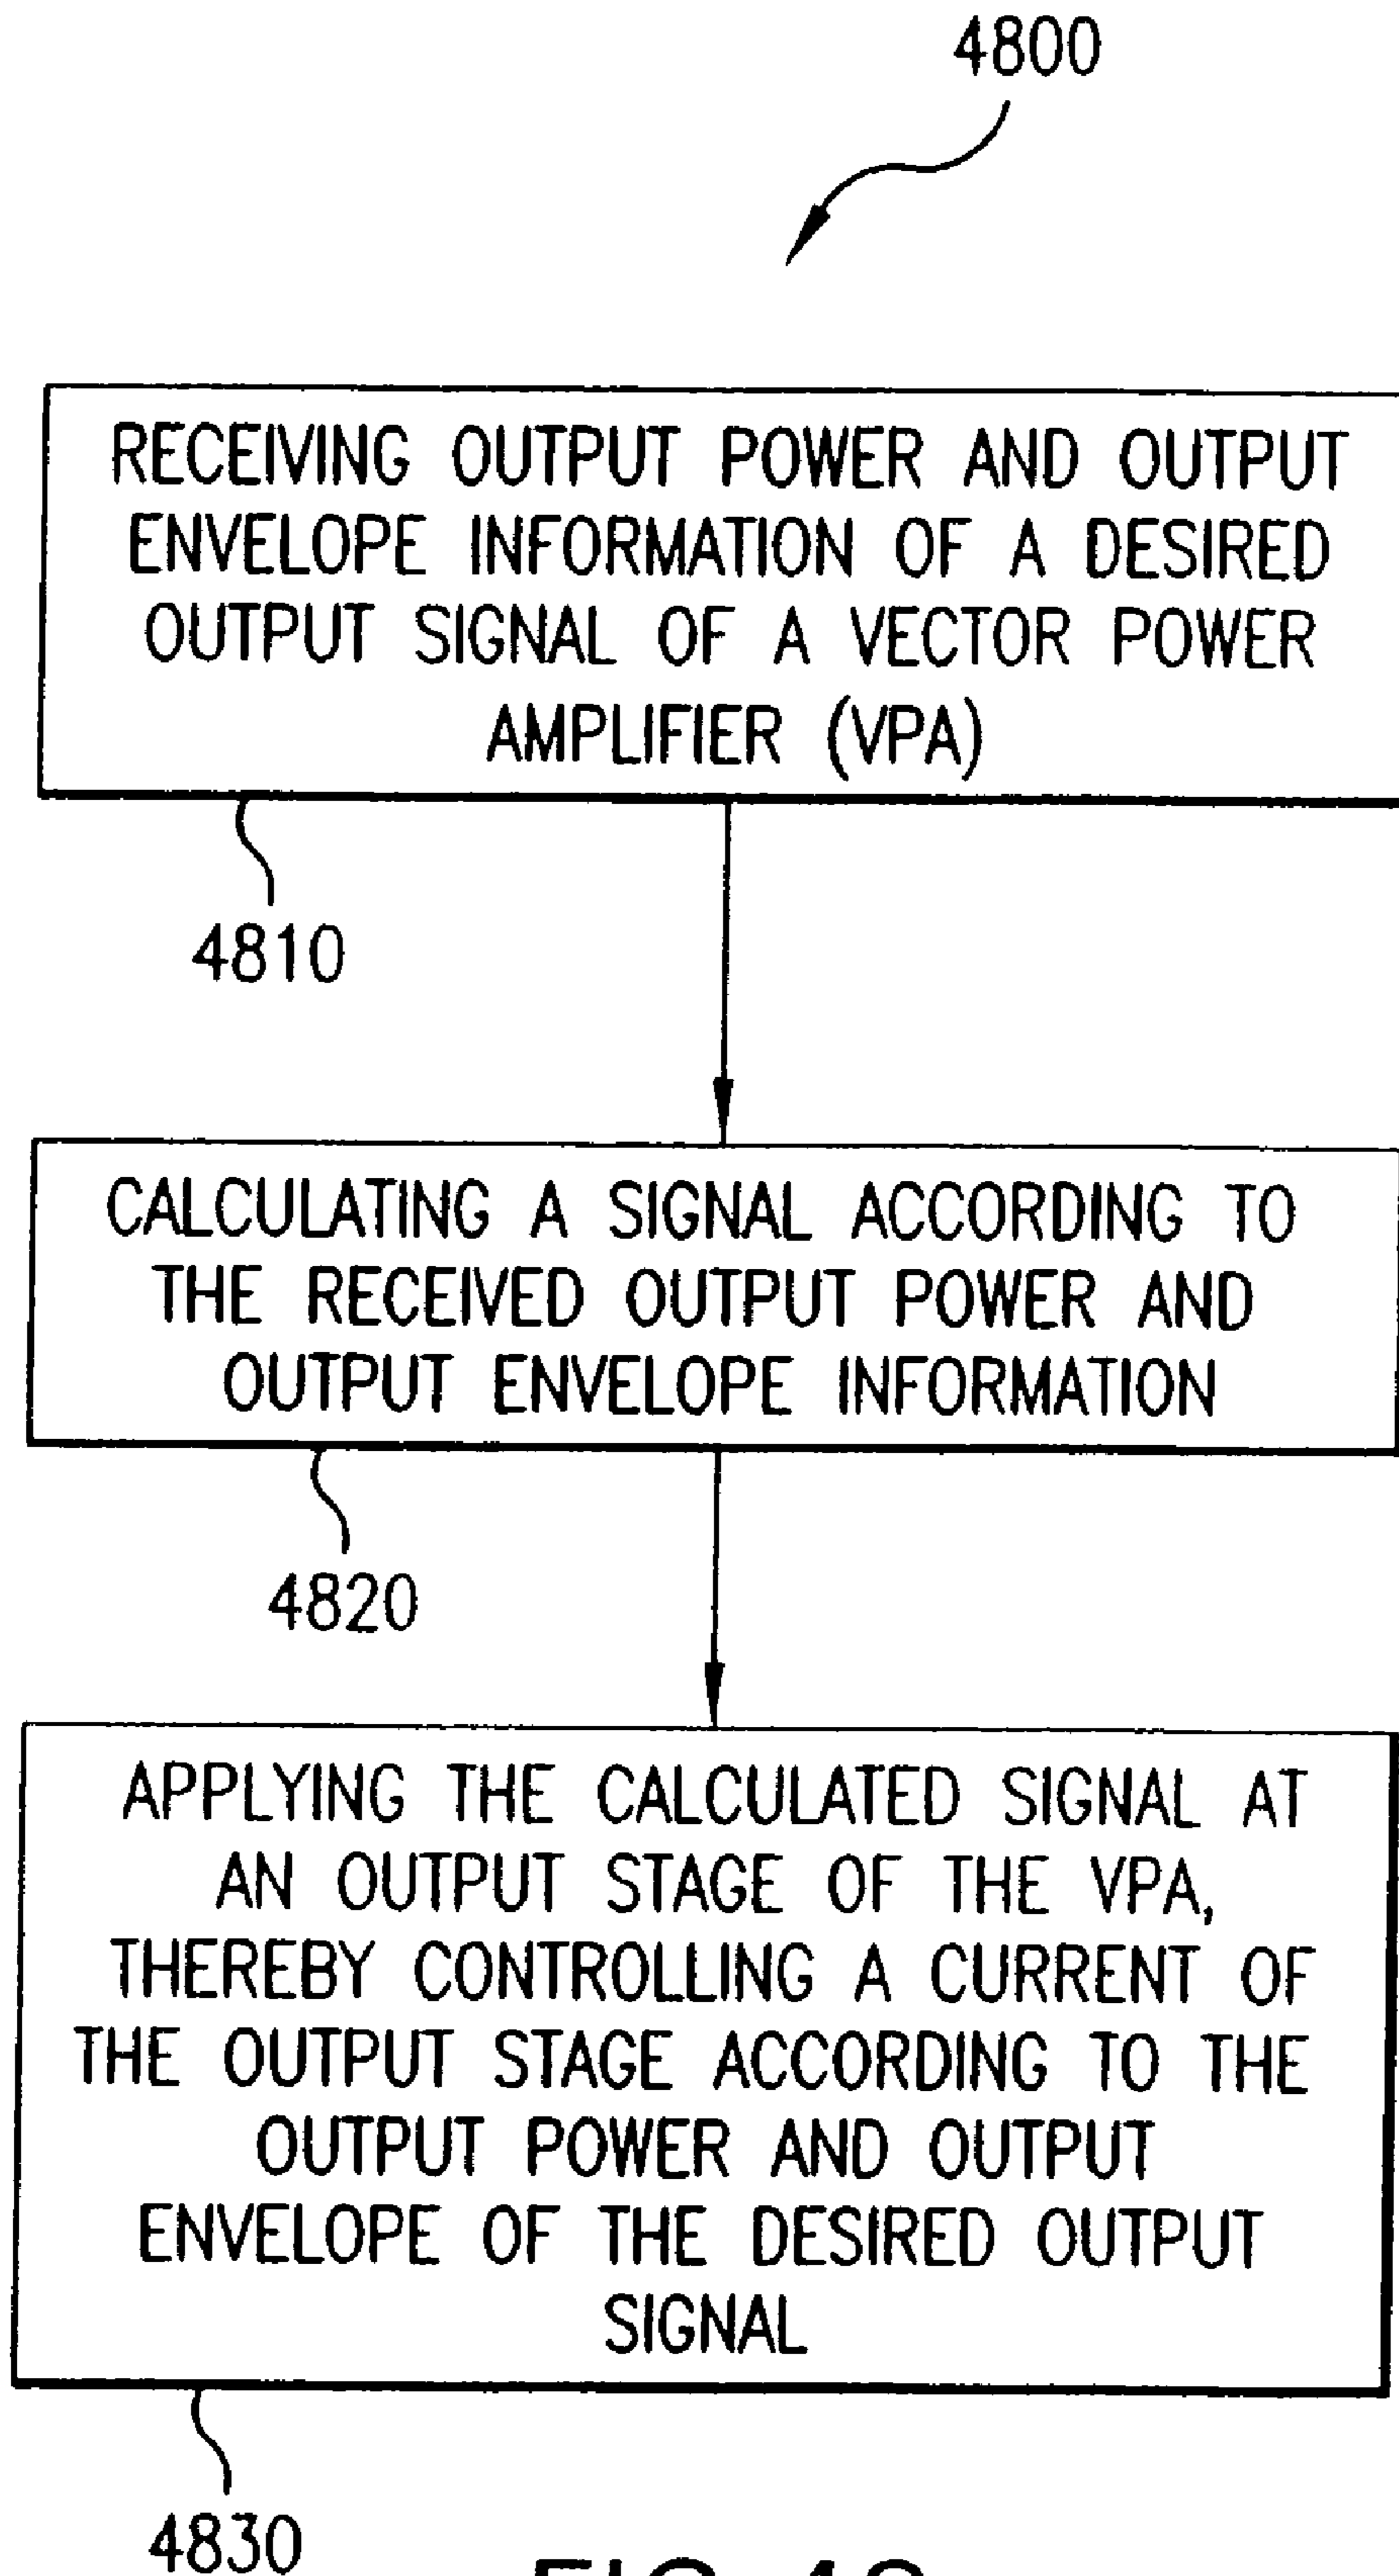 4800
RECEIVING OUTPUT POWER AND OUTPUT
ENVELOPE INFORMATION OF A DESIRED
OUTPUT SIGNAL OF A VECTOR POWER
AMPLIFIER (VPA)
4810
CALCULATING A SIGNAL ACCORDING TO
THE RECEIVED OUTPUT POWER AND
OUTPUT ENVELOPE INFORMATION
4820
APPLYING THE CALCULATED SIGNAL AT
AN OUTPUT STAGE OF THE VPA,
THEREBY CONTROLLING A CURRENT OF
THE OUTPUT STAGE ACCORDING TO THE
OUTPUT POWER AND OUTPUT
ENVELOPE OF THE DESIRED OUTPUT
SIGNAL
4830